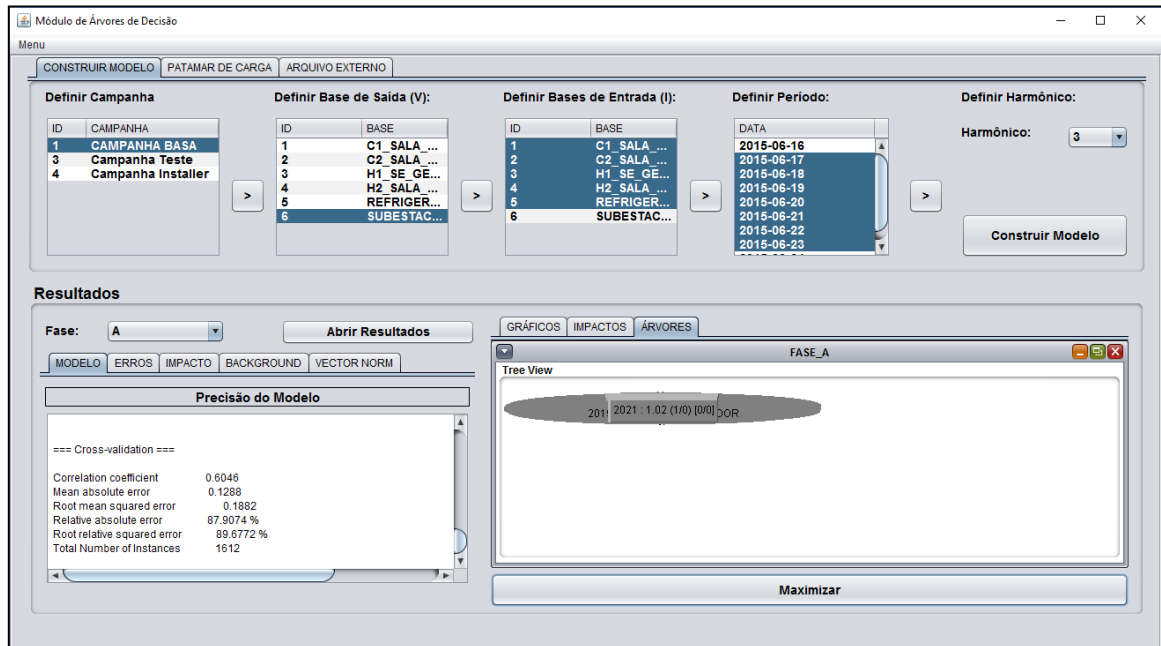 Módulo de Árvores de Decisão
Menu
CONSTRUIR MODELO PATAMAR DE CARGA ARQUIVO EXTERNO
Definir Campanha
ID CAMPANHA
1 CAMPANHA BASA
3 Campanha Teste
4 Campanha Installer
>
Definir Base de Saída (V):
ID BASE
1 C1_SALA_...
2 C2_SALA_...
3 H1_SE_GE...
4 H2_SALA_...
5 REFRIGER...
6 SUBESTAC...
>
Definir Bases de Entrada (I):
ID BASE
1 C1_SALA_...
2 C2_SALA_...
3 H1_SE_GE...
4 H2_SALA_...
5 REFRIGER...
6 SUBESTAC...
>
Definir Período:
DATA
2015-06-16
2015-06-17
2015-06-18
2015-06-19
2015-06-20
2015-06-21
2015-06-22
2015-06-23
>
Definir Harmônico:
Harmônico: 3
Construir Modelo
Resultados
Fase: A
Abrir Resultados
MODELO ERROS IMPACTO BACKGROUND VECTOR NORM
Precisão do Modelo
=== Cross-validation ===
Correlation coefficient 0.6046
Mean absolute error 0.1288
Root mean squared error 0.1882
Relative absolute error 87.9074 %
Root relative squared error 89.6772 %
Total Number of Instances 1612
GRÁFICOS IMPACTOS ÁRVORES
FASE_A
Tree View
2021 : 1.02 (1/0) [0/0]
Maximizar